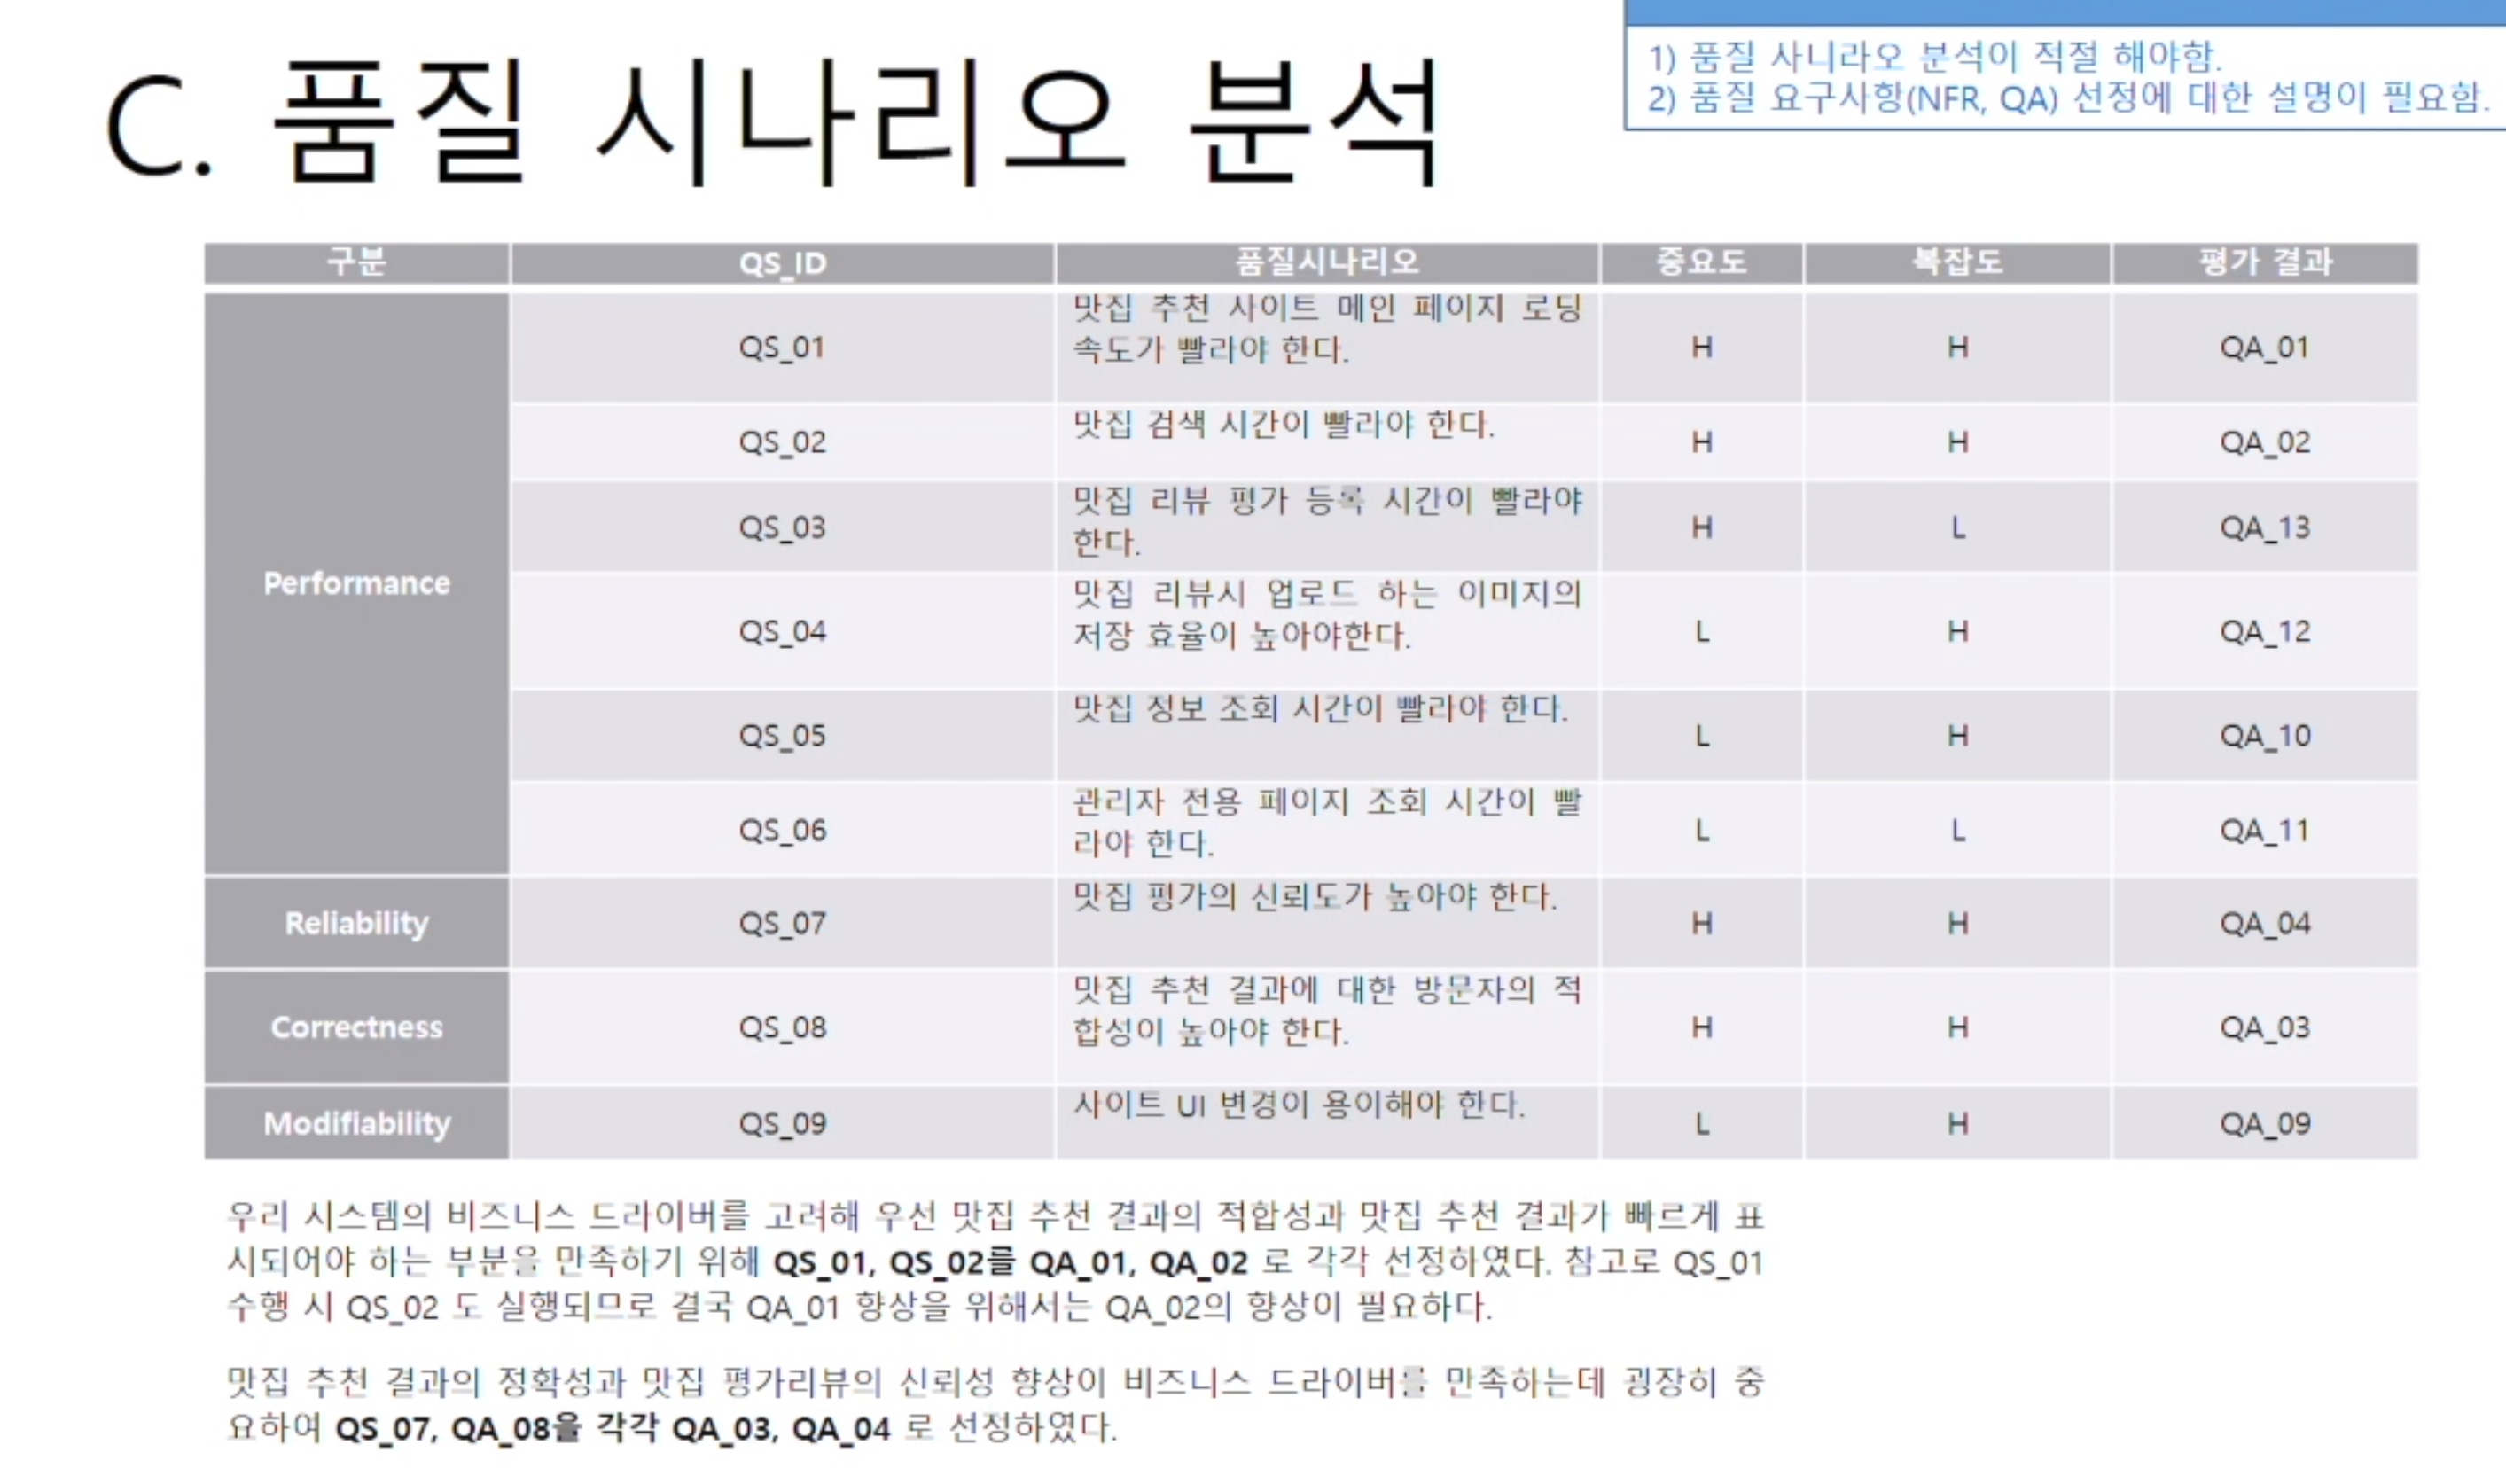 1) 품질 사니라오 분석이 적절 해야함.
2) 품질 요구사항(NFR, QA) 선정에 대한 설명이 필요함.
C. 품질 시나리오 분석
구분 QS_ID 품질시나리오 중요도 복잡도 평가 결과
Performance
QS_01 맛집 추천 사이트 메인 페이지 로딩
속도가 빨라야 한다. H H QA_01
QS_02 맛집 검색 시간이 빨라야 한다. H H QA_02
QS_03 맛집 리뷰 평가 등록 시간이 빨라야
한다. H L QA_13
QS_04 맛집 리뷰시 업로드 하는 이미지의
저장 효율이 높아야한다. L H QA_12
QS_05 맛집 정보 조회 시간이 빨라야 한다. L H QA_10
QS_06 관리자 전용 페이지 조회 시간이 빨
라야 한다. L L QA_11
Reliability QS_07 맛집 평가의 신뢰도가 높아야 한다. H H QA_04
Correctness QS_08 맛집 추천 결과에 대한 방문자의 적
합성이 높아야 한다. H H QA_03
Modifiability QS_09 사이트 UI 변경이 용이해야 한다. L H QA_09
우리 시스템의 비즈니스 드라이버를 고려해 우선 맛집 추천 결과의 적합성과 맛집 추천 결과가 빠르게 표
시되어야 하는 부분을 만족하기 위해 QS_01, QS_02를 QA_01, QA_02 로 각각 선정하였다. 참고로 QS_01
수행 시 QS_02 도 실행되므로 결국 QA_01 향상을 위해서는 QA_02의 향상이 필요하다.
맛집 추천 결과의 정확성과 맛집 평가리뷰의 신뢰성 향상이 비즈니스 드라이버를 만족하는데 굉장히 중
요하여 QS_07, QA_08을 각각 QA_03, QA_04 로 선정하였다.